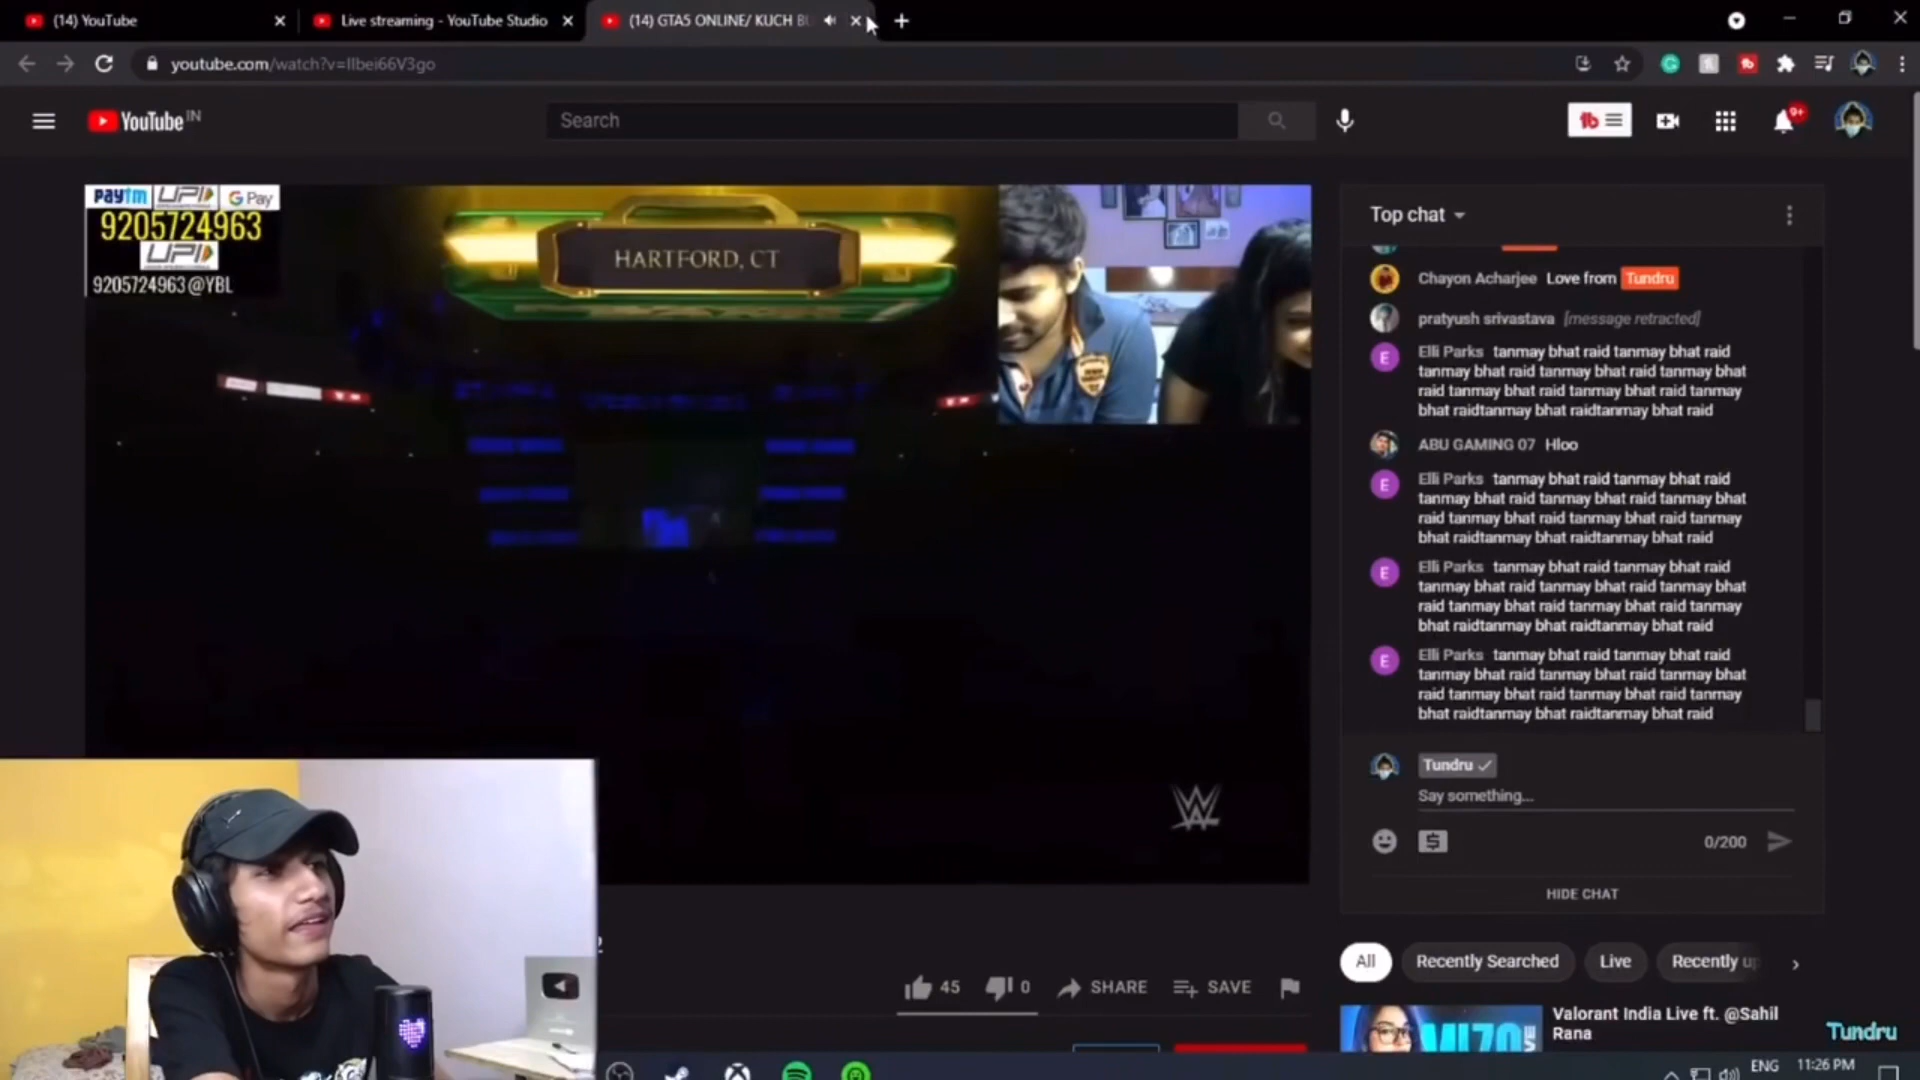 (14) YouTube
Live streaming - YouTube Studio
(14) GTA5 ONLINE/ KUCH BU
youtube.com/watch?v=IIbei66V3go
YouTube IN
Search
9+
paytm UPI G Pay
9205724963
UPI
9205724963@YBL
HARTFORD, CT
Top chat
Chayon Acharjee Love from Tundru
pratyush srivastava [message retracted]
Elli Parks tanmay bhat raid tanmay bhat raid
tanmay bhat raid tanmay bhat raid tanmay bhat
raid tanmay bhat raid tanmay bhat raid tanmay
bhat raidtanmay bhat raidtanmay bhat raid
ABU GAMING 07 Hloo
Elli Parks tanmay bhat raid tanmay bhat raid
tanmay bhat raid tanmay bhat raid tanmay bhat
raid tanmay bhat raid tanmay bhat raid tanmay
bhat raidtanmay bhat raidtanmay bhat raid
Elli Parks tanmay bhat raid tanmay bhat raid
tanmay bhat raid tanmay bhat raid tanmay bhat
raid tanmay bhat raid tanmay bhat raid tanmay
bhat raidtanmay bhat raidtanmay bhat raid
Elli Parks tanmay bhat raid tanmay bhat raid
tanmay bhat raid tanmay bhat raid tanmay bhat
raid tanmay bhat raid tanmay bhat raid tanmay
bhat raidtanmay bhat raidtanmay bhat raid
Tundru
Say something...
0/200
HIDE CHAT
45 0 SHARE SAVE
All Recently Searched Live Recently up
Valorant India Live ft. @Sahil
Rana
Tundru
ENG 11:26 PM